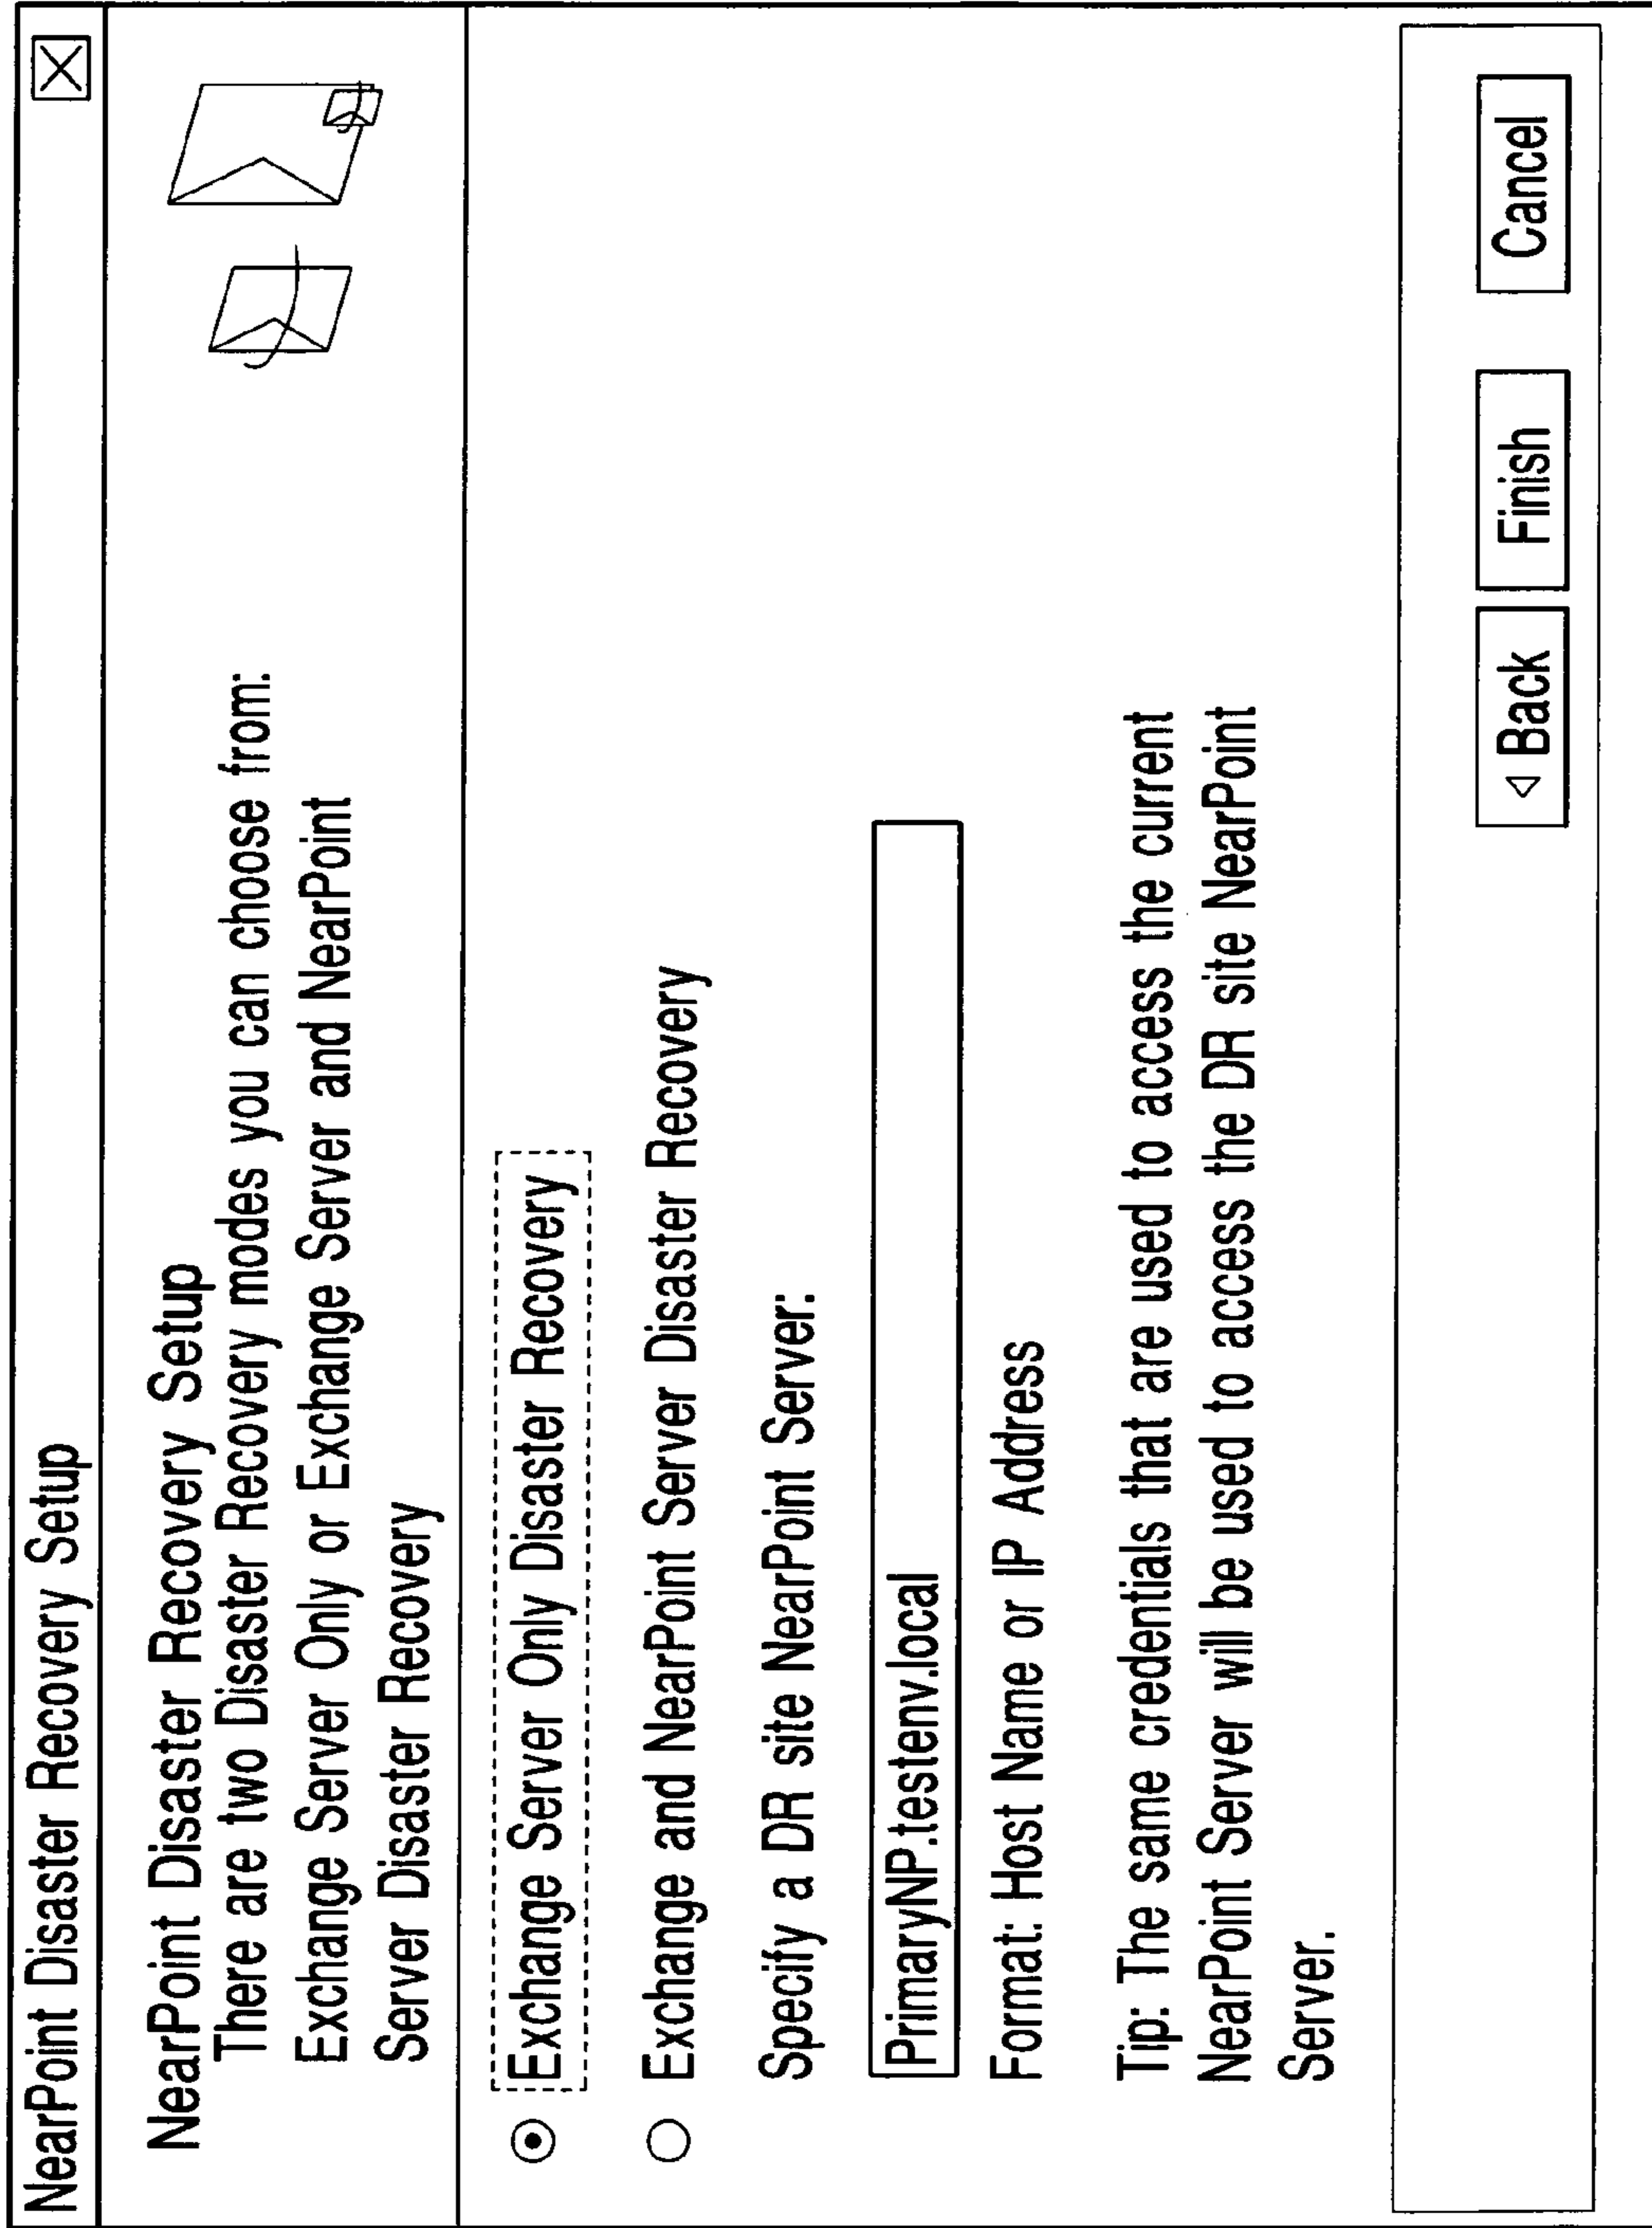 NearPoint Disaster Recovery Setup
NearPoint Disaster Recovery Setup
There are two Disaster Recovery modes you can choose from:
Exchange Server Only or Exchange Server and NearPoint
Server Disaster Recovery
Exchange Server Only Disaster Recovery
Exchange and NearPoint Server Disaster Recovery
Specify a DR site NearPoint Server:
PrimaryNP.testenv.local
Format: Host Name or IP Address
Tip: The same credentials that are used to access the current
NearPoint Server will be used to access the DR site NearPoint
Server.
Back
Finish
Cancel